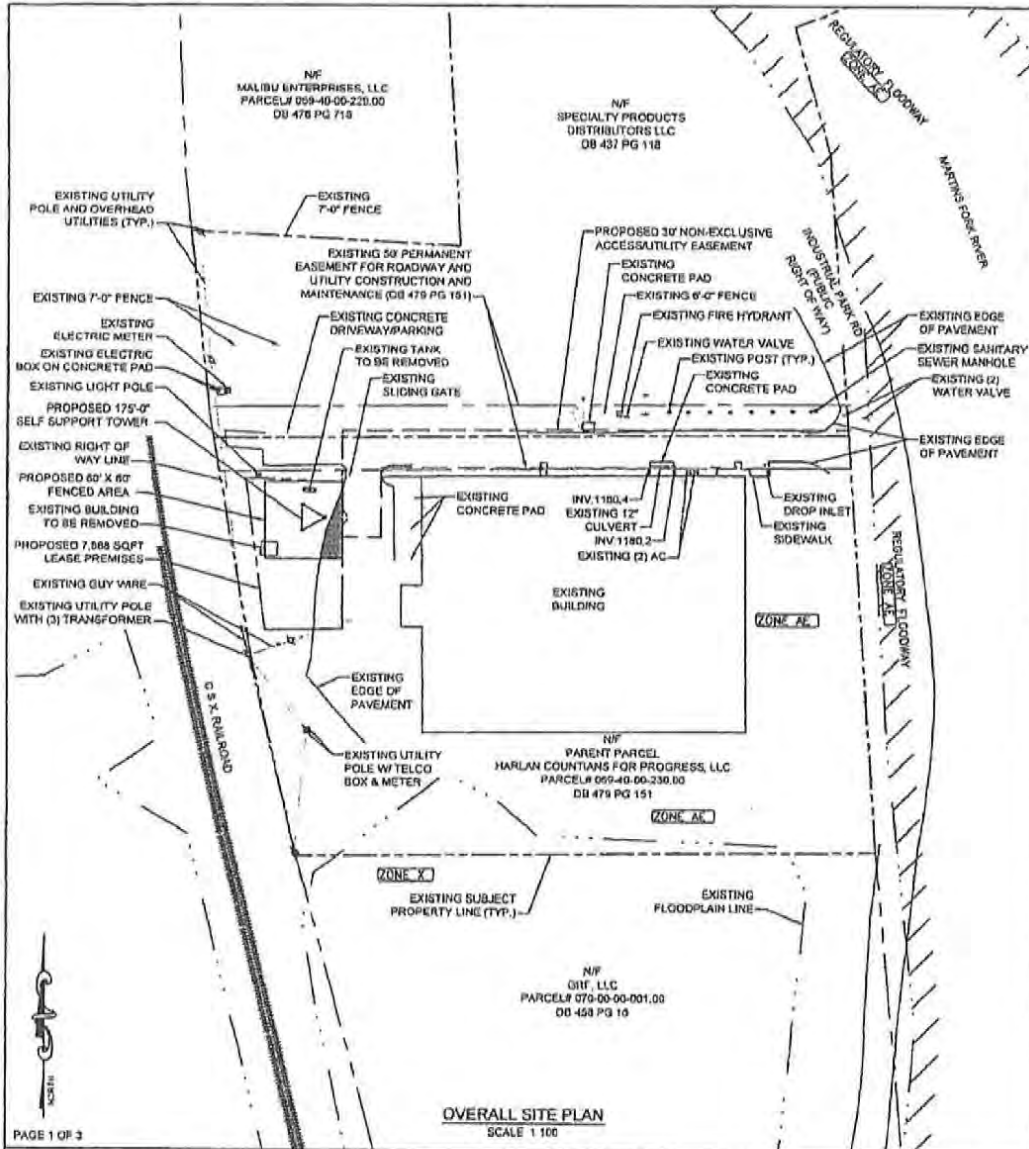 N/F
MALIBU ENTERPRISES, LLC
PARCEL# 069-40-00-220.00
DB 476 PG 718
N/F
SPECIALTY PRODUCTS
DISTRIBUTORS LLC
DB 437 PG 118
REGULATORY FLOODWAY
ZONE AE
MARTINS FORK RIVER
EXISTING UTILITY
POLE AND OVERHEAD
UTILITIES (TYP.)
EXISTING
7'-0" FENCE
EXISTING 50' PERMANENT
EASEMENT FOR ROADWAY AND
UTILITY CONSTRUCTION AND
MAINTENANCE (DB 479 PG 151)
PROPOSED 30' NON-EXCLUSIVE
ACCESS/UTILITY EASEMENT
EXISTING
CONCRETE PAD
INDUSTRIAL PARK RD
(PUBLIC
RIGHT OF WAY)
EXISTING 7'-0" FENCE
EXISTING 6'-0" FENCE
EXISTING CONCRETE
DRIVEWAY/PARKING
EXISTING FIRE HYDRANT
EXISTING EDGE
OF PAVEMENT
EXISTING
ELECTRIC METER
EXISTING TANK
TO BE REMOVED
EXISTING WATER VALVE
EXISTING SANITARY
SEWER MANHOLE
EXISTING ELECTRIC
BOX ON CONCRETE PAD
EXISTING
SLIDING GATE
EXISTING POST (TYP.)
EXISTING
CONCRETE PAD
EXISTING (2)
WATER VALVE
EXISTING LIGHT POLE
PROPOSED 175'-0"
SELF SUPPORT TOWER
EXISTING EDGE
OF PAVEMENT
EXISTING RIGHT OF
WAY LINE
PROPOSED 60' X 60'
FENCED AREA
EXISTING BUILDING
TO BE REMOVED
EXISTING
CONCRETE PAD
INV.1180.4
EXISTING 12"
CULVERT
INV 1180.2
EXISTING (2) AC
EXISTING
DROP INLET
EXISTING
SIDEWALK
PROPOSED 7,668 SQFT
LEASE PREMISES
EXISTING GUY WIRE
EXISTING UTILITY POLE
WITH (3) TRANSFORMER
EXISTING
BUILDING
ZONE AE
REGULATORY FLOODWAY
ZONE AE
C S X RAILROAD
EXISTING
EDGE OF
PAVEMENT
EXISTING UTILITY
POLE W/ TELCO
BOX & METER
N/F
PARENT PARCEL
HARLAN COUNTIANS FOR PROGRESS, LLC
PARCEL# 069-40-00-230.00
DB 479 PG 151
ZONE AE
ZONE X
EXISTING SUBJECT
PROPERTY LINE (TYP.)
EXISTING
FLOODPLAIN LINE
N/F
GRF, LLC
PARCEL# 070-00-00-001.00
DB 458 PG 10
NORTH
OVERALL SITE PLAN
SCALE 1 100
PAGE 1 OF 3